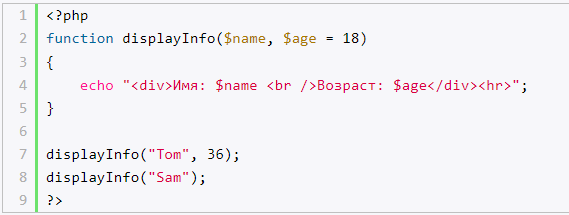 1 <?php
2 function displayInfo($name, $age = 18)
3 {
4     echo "<div>Имя: $name <br />Возраст: $age</div><hr>";
5 }
6
7 displayInfo("Tom", 36);
8 displayInfo("Sam");
9 ?>